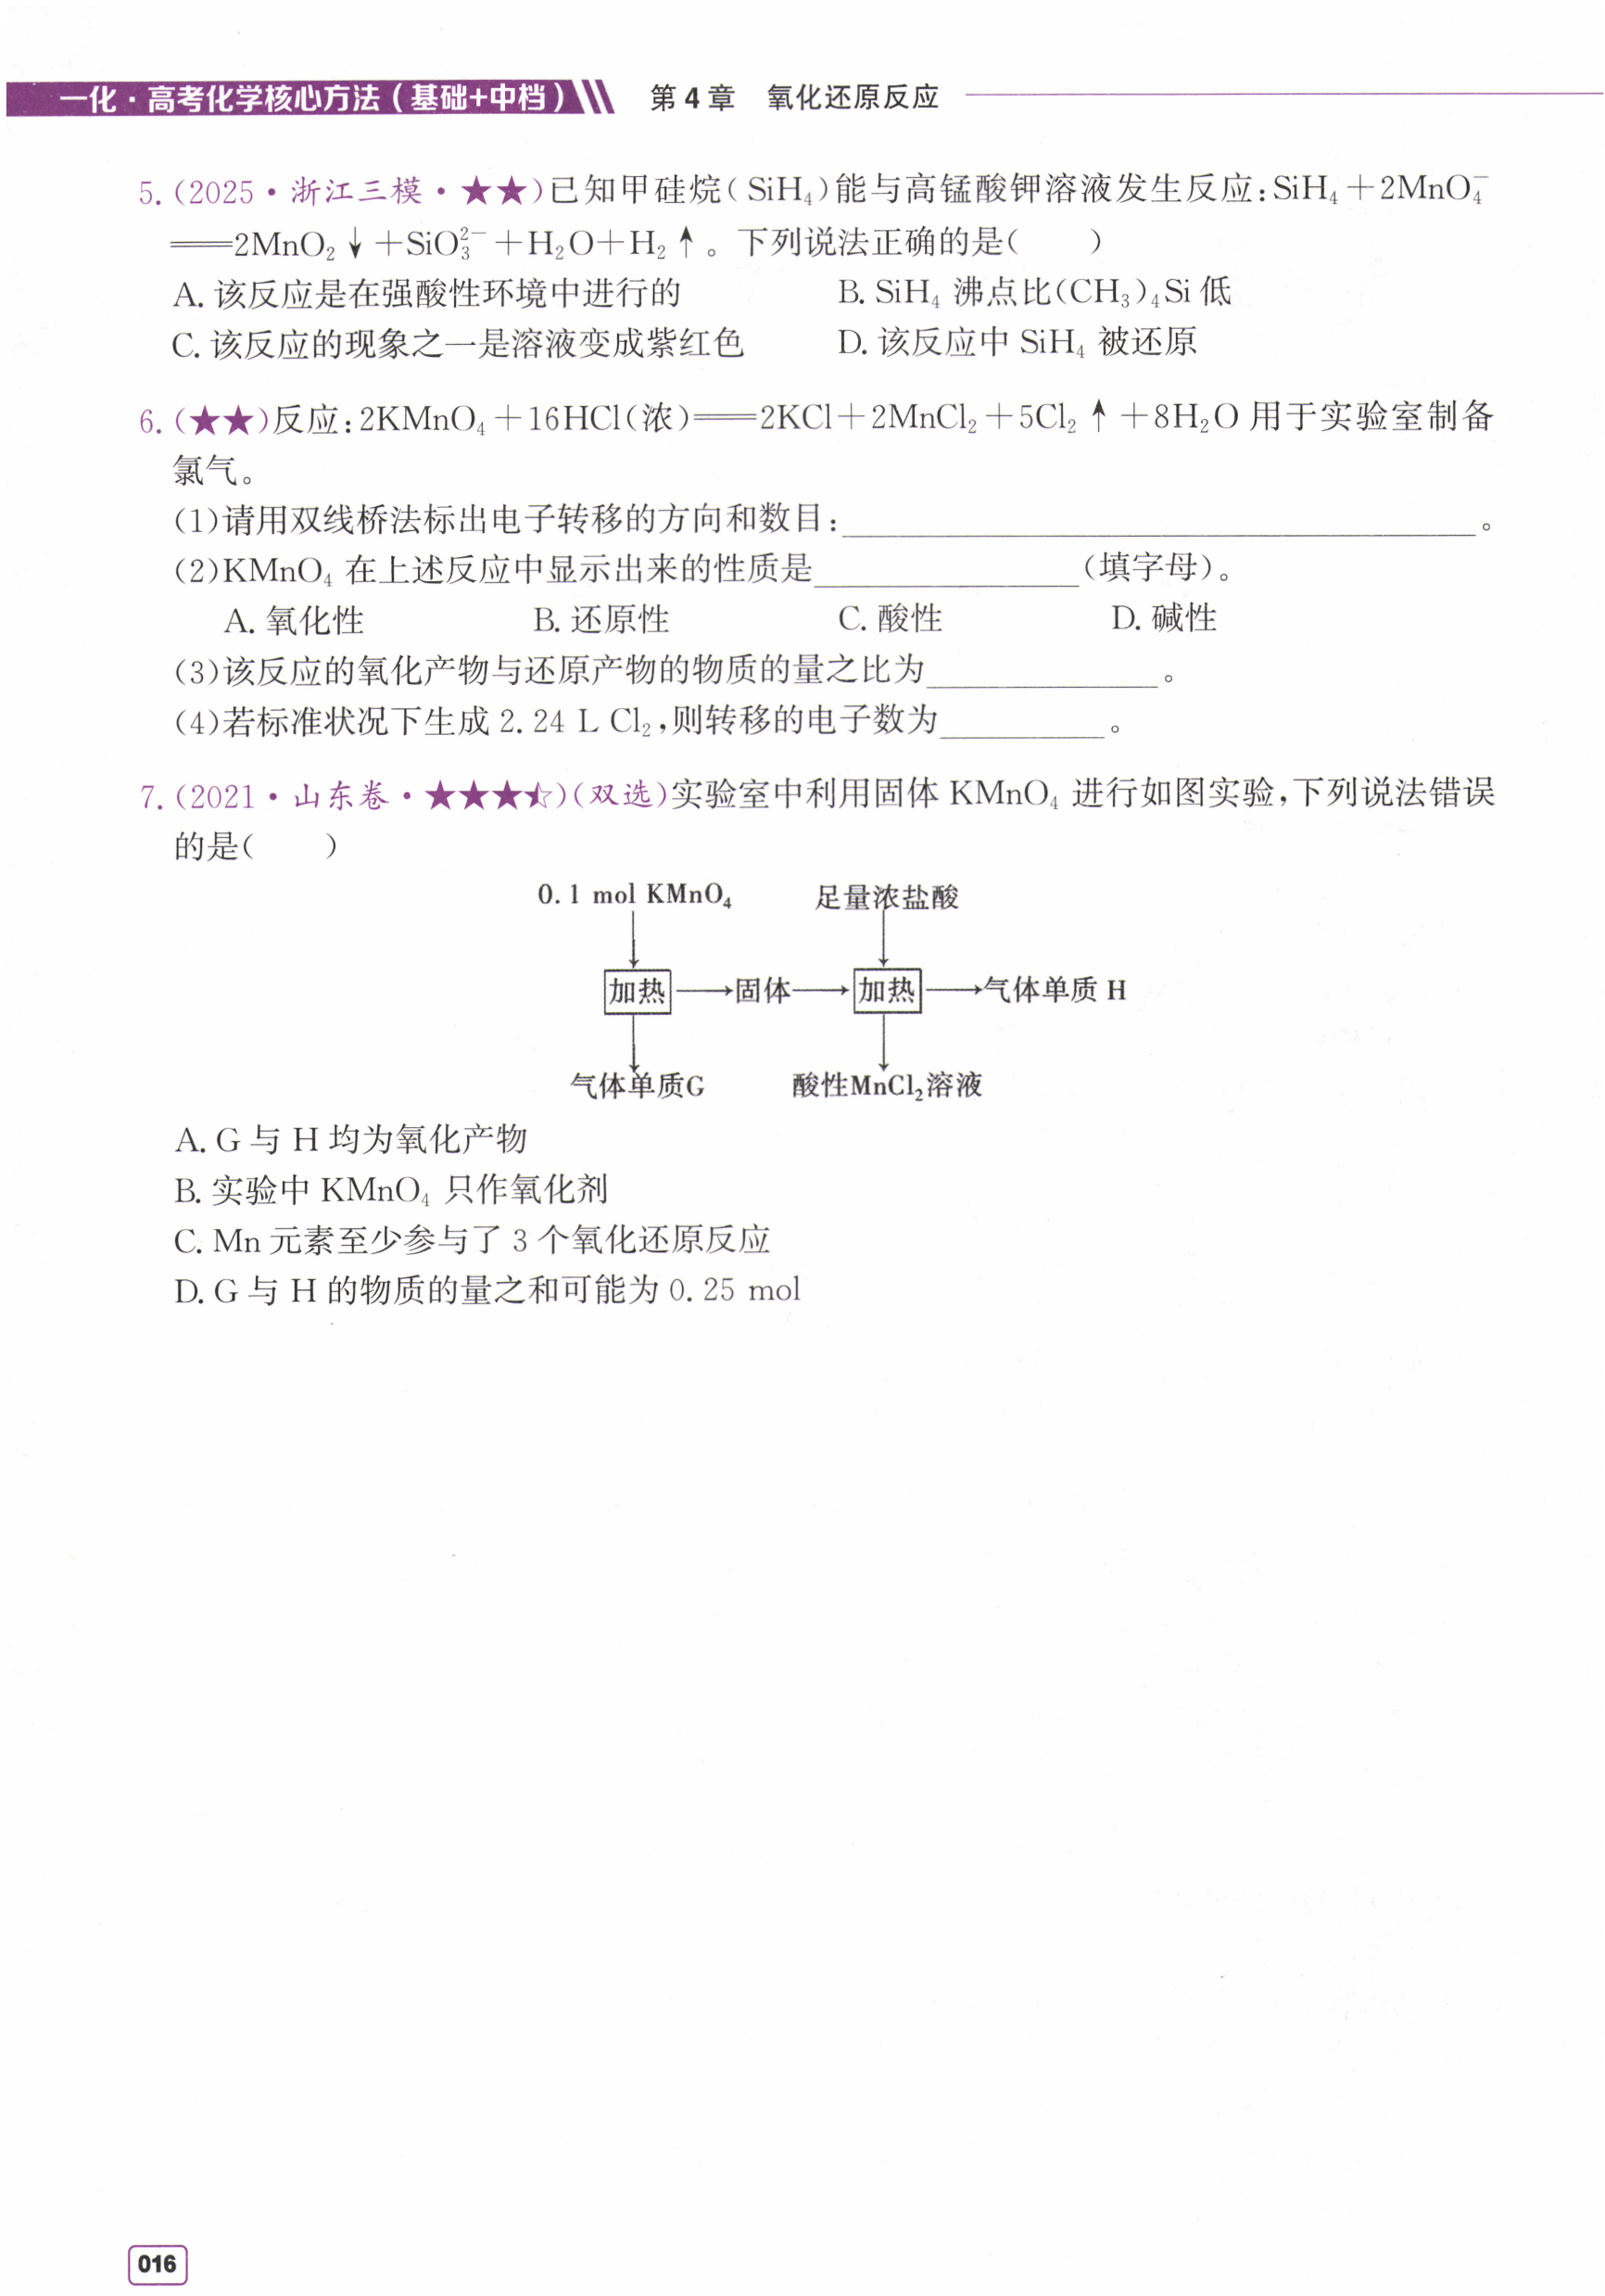 一化·高考化学核心方法（基础+中档） 第4章 氧化还原反应
5.(2025·浙江三模·★★)已知甲硅烷(SiH₄)能与高锰酸钾溶液发生反应:SiH₄+2MnO₄⁻
══2MnO₂↓+SiO₃²⁻+H₂O+H₂↑。下列说法正确的是(  )
A.该反应是在强酸性环境中进行的 B.SiH₄沸点比(CH₃)₄Si低
C.该反应的现象之一是溶液变成紫红色 D.该反应中SiH₄被还原
6.(★★)反应:2KMnO₄+16HCl(浓)══2KCl+2MnCl₂+5Cl₂↑+8H₂O用于实验室制备
氯气。
(1)请用双线桥法标出电子转移的方向和数目:____________。
(2)KMnO₄在上述反应中显示出来的性质是________(填字母)。
A.氧化性 B.还原性 C.酸性 D.碱性
(3)该反应的氧化产物与还原产物的物质的量之比为________。
(4)若标准状况下生成2.24 L Cl₂,则转移的电子数为________。
7.(2021·山东卷·★★★⯪)(双选)实验室中利用固体KMnO₄进行如图实验,下列说法错误
的是(  )
0.1 mol KMnO₄ 足量浓盐酸
加热→固体→加热→气体单质H
气体单质G 酸性MnCl₂溶液
A.G与H均为氧化产物
B.实验中KMnO₄只作氧化剂
C.Mn元素至少参与了3个氧化还原反应
D.G与H的物质的量之和可能为0.25 mol
016